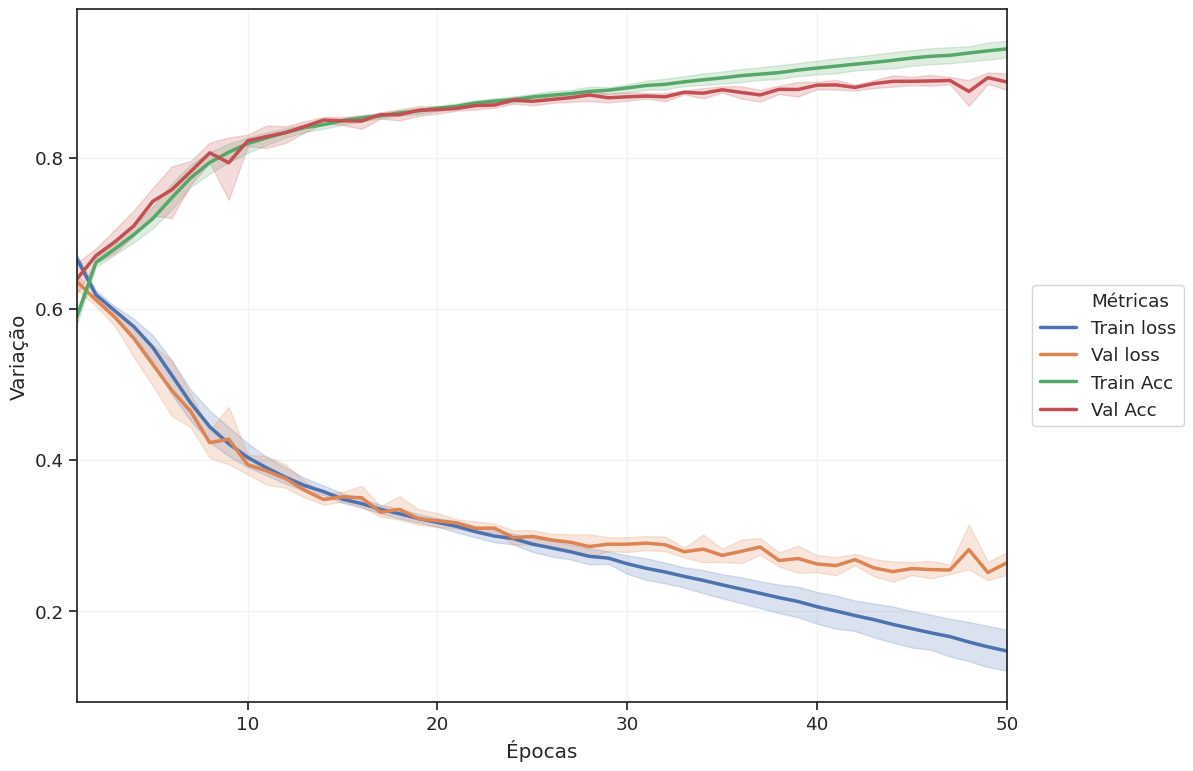 0.8
0.6
0.4
0.2
Variação
10 20 30 40 50
Épocas
Métricas
Train loss
Val loss
Train Acc
Val Acc